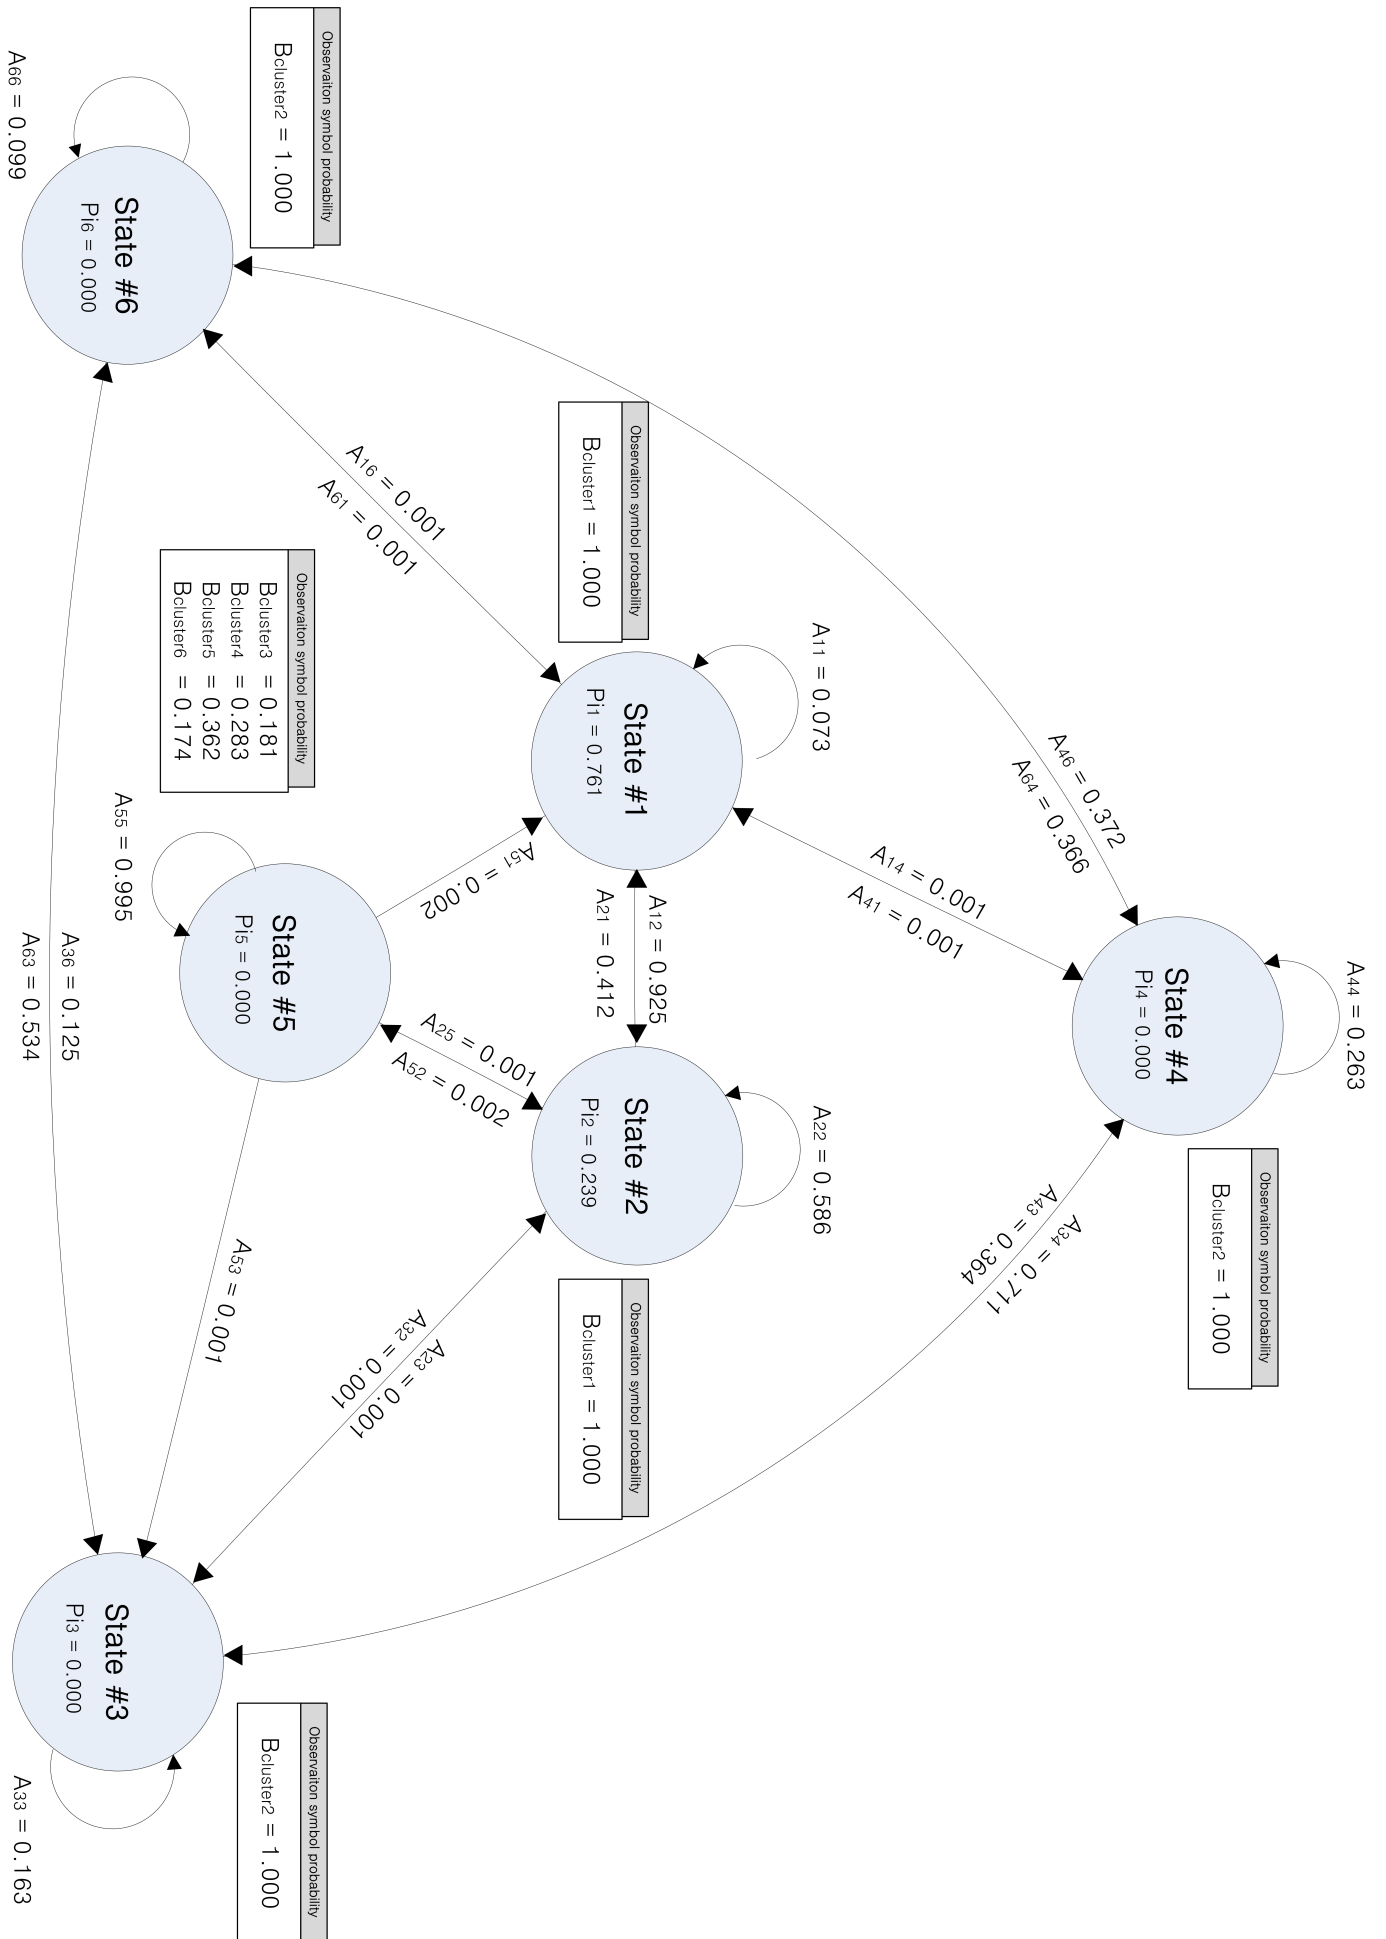 A44 = 0.263
State #4
Pi4 = 0.000
Observaiton symbol probability
Bcluster2 = 1.000
A46 = 0.372
A64 = 0.366
A14 = 0.001
A41 = 0.001
A43 = 0.364
A34 = 0.711
A11 = 0.073
A22 = 0.586
Observaiton symbol probability
Bcluster1 = 1.000
State #1
Pi1 = 0.761
A12 = 0.925
A21 = 0.412
State #2
Pi2 = 0.239
Observaiton symbol probability
Bcluster1 = 1.000
A16 = 0.001
A61 = 0.001
A51 = 0.002
A25 = 0.001
A52 = 0.002
A32 = 0.001
A23 = 0.001
Observaiton symbol probability
Bcluster2 = 1.000
Observaiton symbol probability
Bcluster3 = 0.181
Bcluster4 = 0.283
Bcluster5 = 0.362
Bcluster6 = 0.174
State #5
Pi5 = 0.000
A55 = 0.995
A53 = 0.001
Observaiton symbol probability
Bcluster2 = 1.000
State #6
Pi6 = 0.000
A66 = 0.099
A36 = 0.125
A63 = 0.534
State #3
Pi3 = 0.000
A33 = 0.163